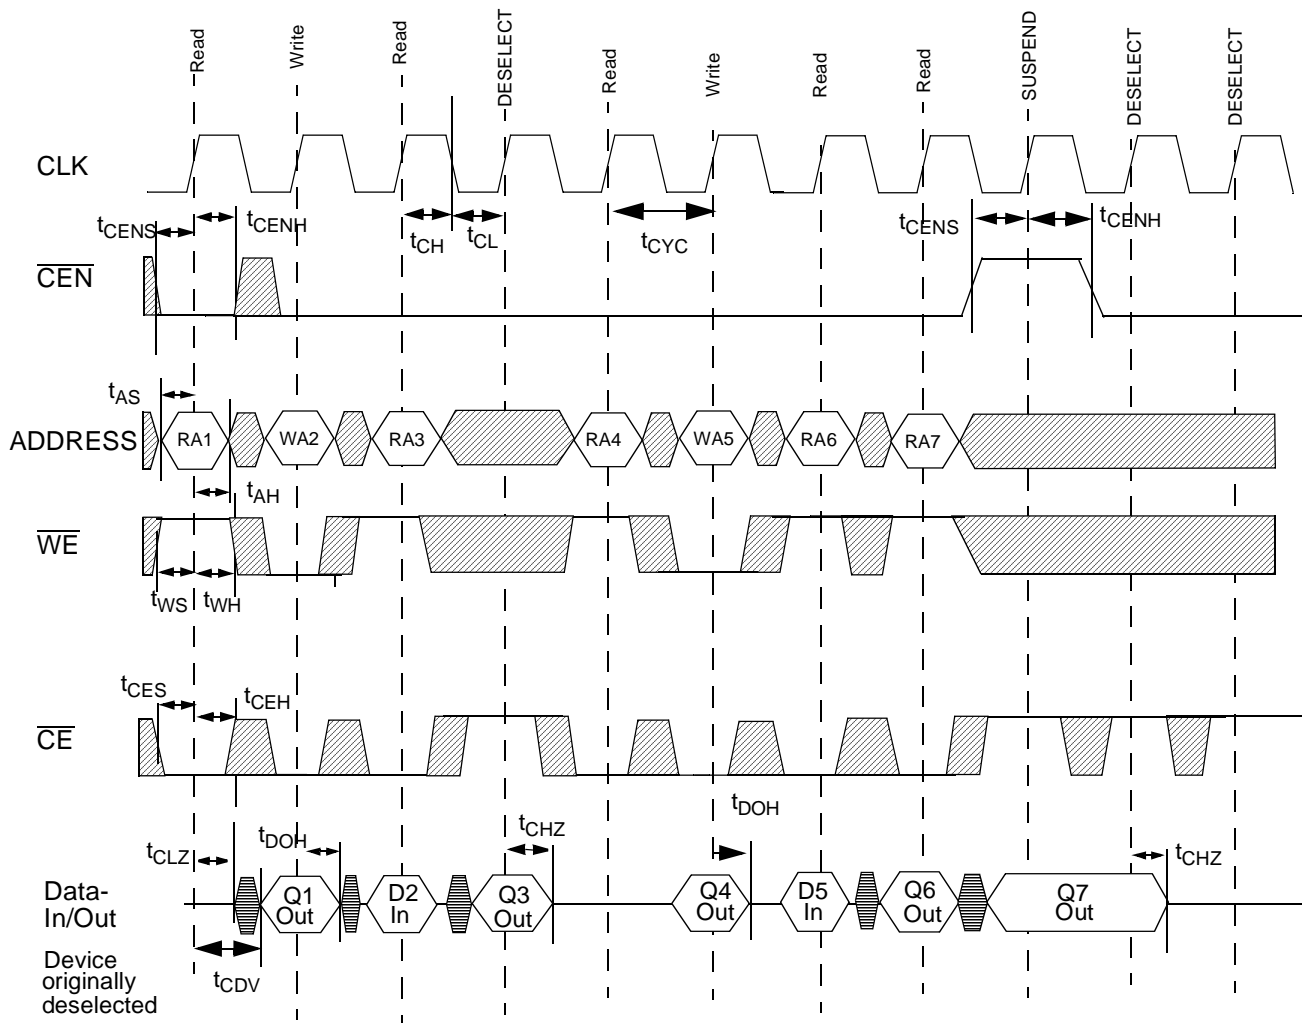 Read
Write
Read
DESELECT
Read
Write
Read
Read
SUSPEND
DESELECT
DESELECT
CLK
tCENS
tCENH
tCH
tCL
tCYC
tCENS
tCENH
CEN
tAS
ADDRESS
RA1
WA2
RA3
RA4
WA5
RA6
RA7
tAH
WE
tWS
tWH
tCES
tCEH
CE
tDOH
tCLZ
tDOH
tCHZ
tCHZ
Data-
In/Out
Q1
Out
D2
In
Q3
Out
Q4
Out
D5
In
Q6
Out
Q7
Out
tCDV
Device
originally
deselected